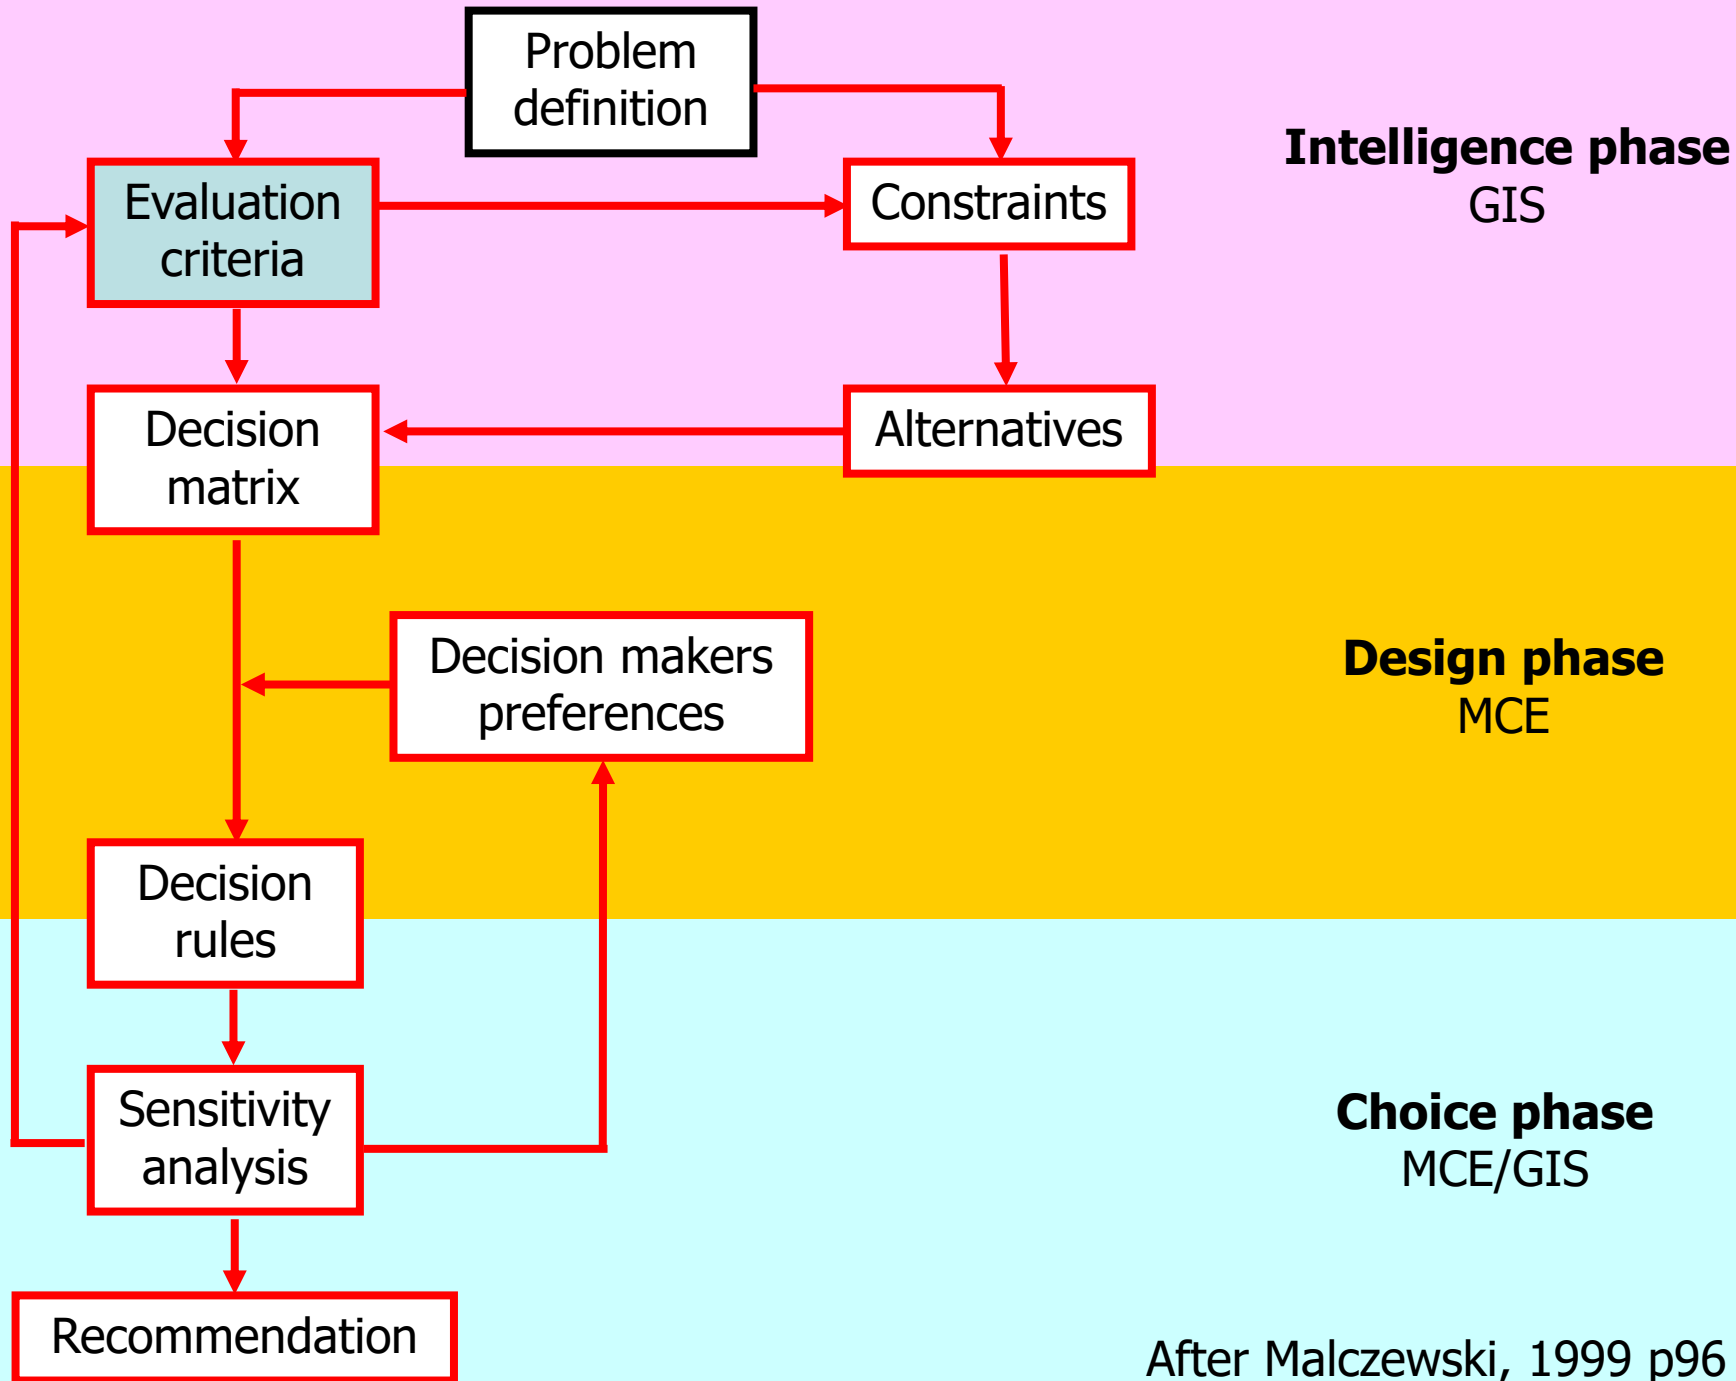 Problem
definition
Intelligence phase
GIS
Evaluation
criteria
Constraints
Decision
matrix
Alternatives
Decision makers
preferences
Design phase
MCE
Decision
rules
Sensitivity
analysis
Choice phase
MCE/GIS
Recommendation
After Malczewski, 1999 p96